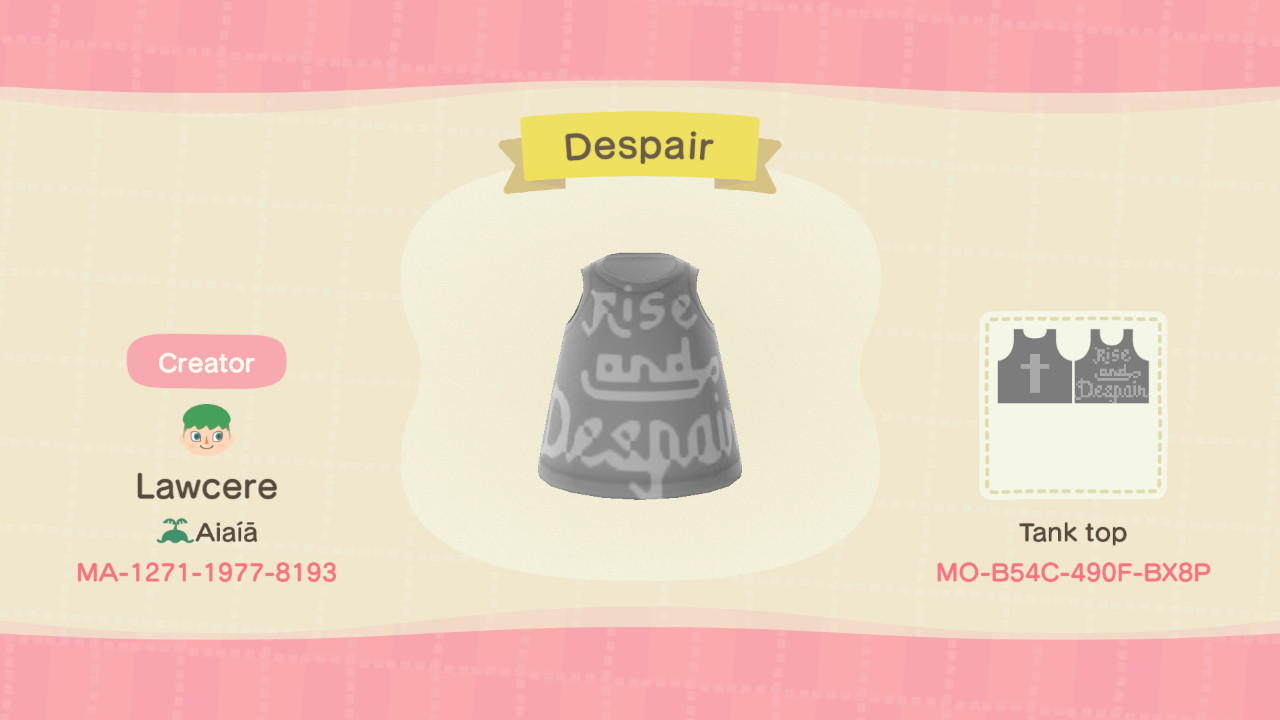 Despair
Rise
and
Despair
Creator
Lawcere
Aiaíā
MA-1271-1977-8193
Rise
and
Despair
Tank top
MO-B54C-490F-BX8P